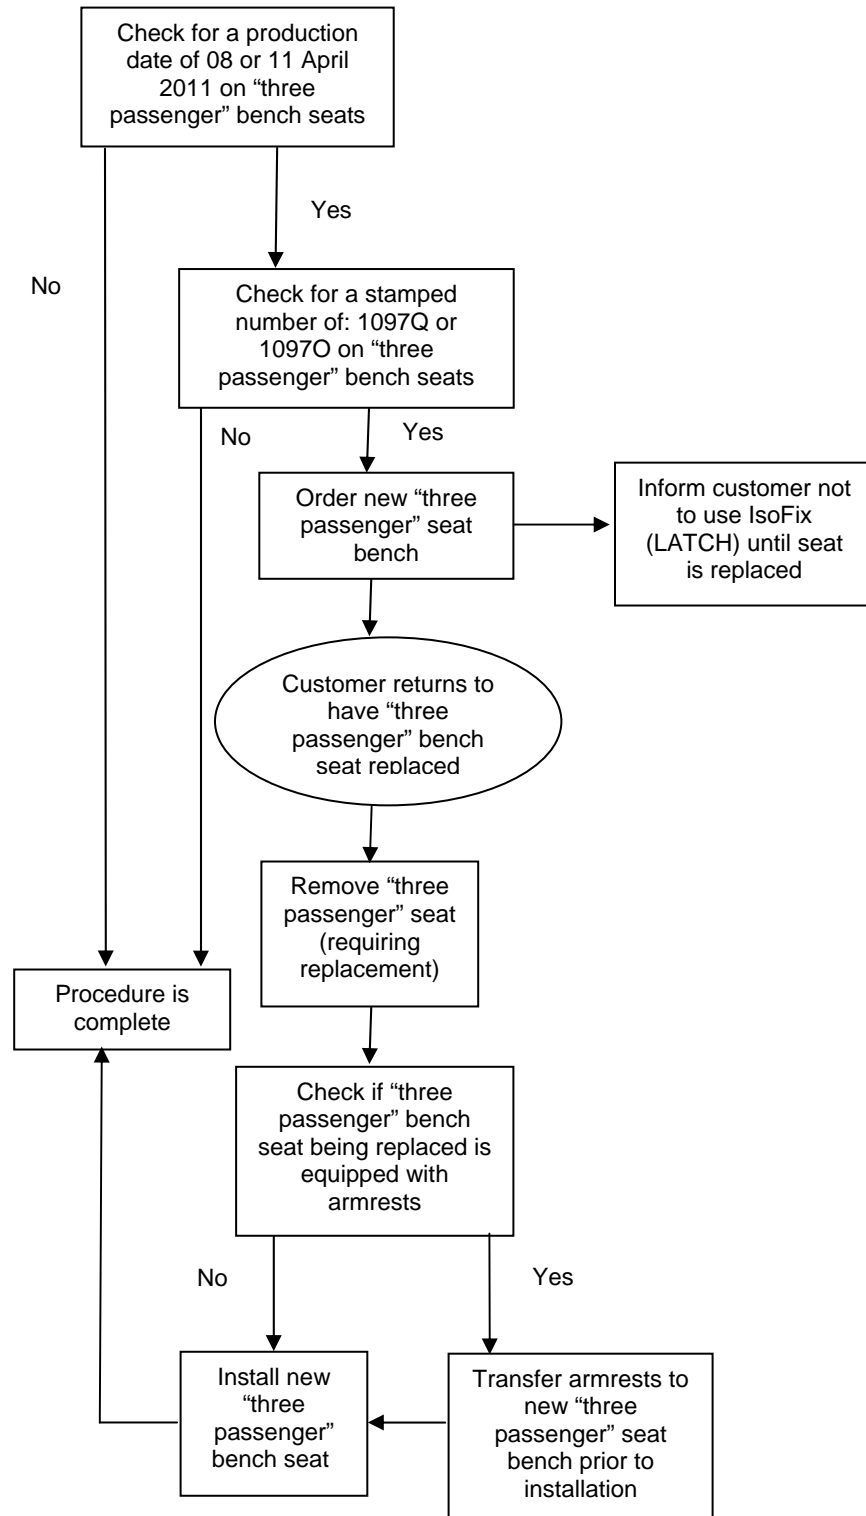 Check for a production
date of 08 or 11 April
2011 on “three
passenger” bench seats
Yes
No
Check for a stamped
number of: 1097Q or
1097O on “three
passenger” bench seats
No
Yes
Order new “three
passenger” seat
bench
Inform customer not
to use IsoFix
(LATCH) until seat
is replaced
Customer returns to
have “three
passenger” bench
seat replaced
Remove “three
passenger” seat
(requiring
replacement)
Procedure is
complete
Check if “three
passenger” bench
seat being replaced is
equipped with
armrests
No
Yes
Install new
“three
passenger”
bench seat
Transfer armrests to
new “three
passenger” seat
bench prior to
installation